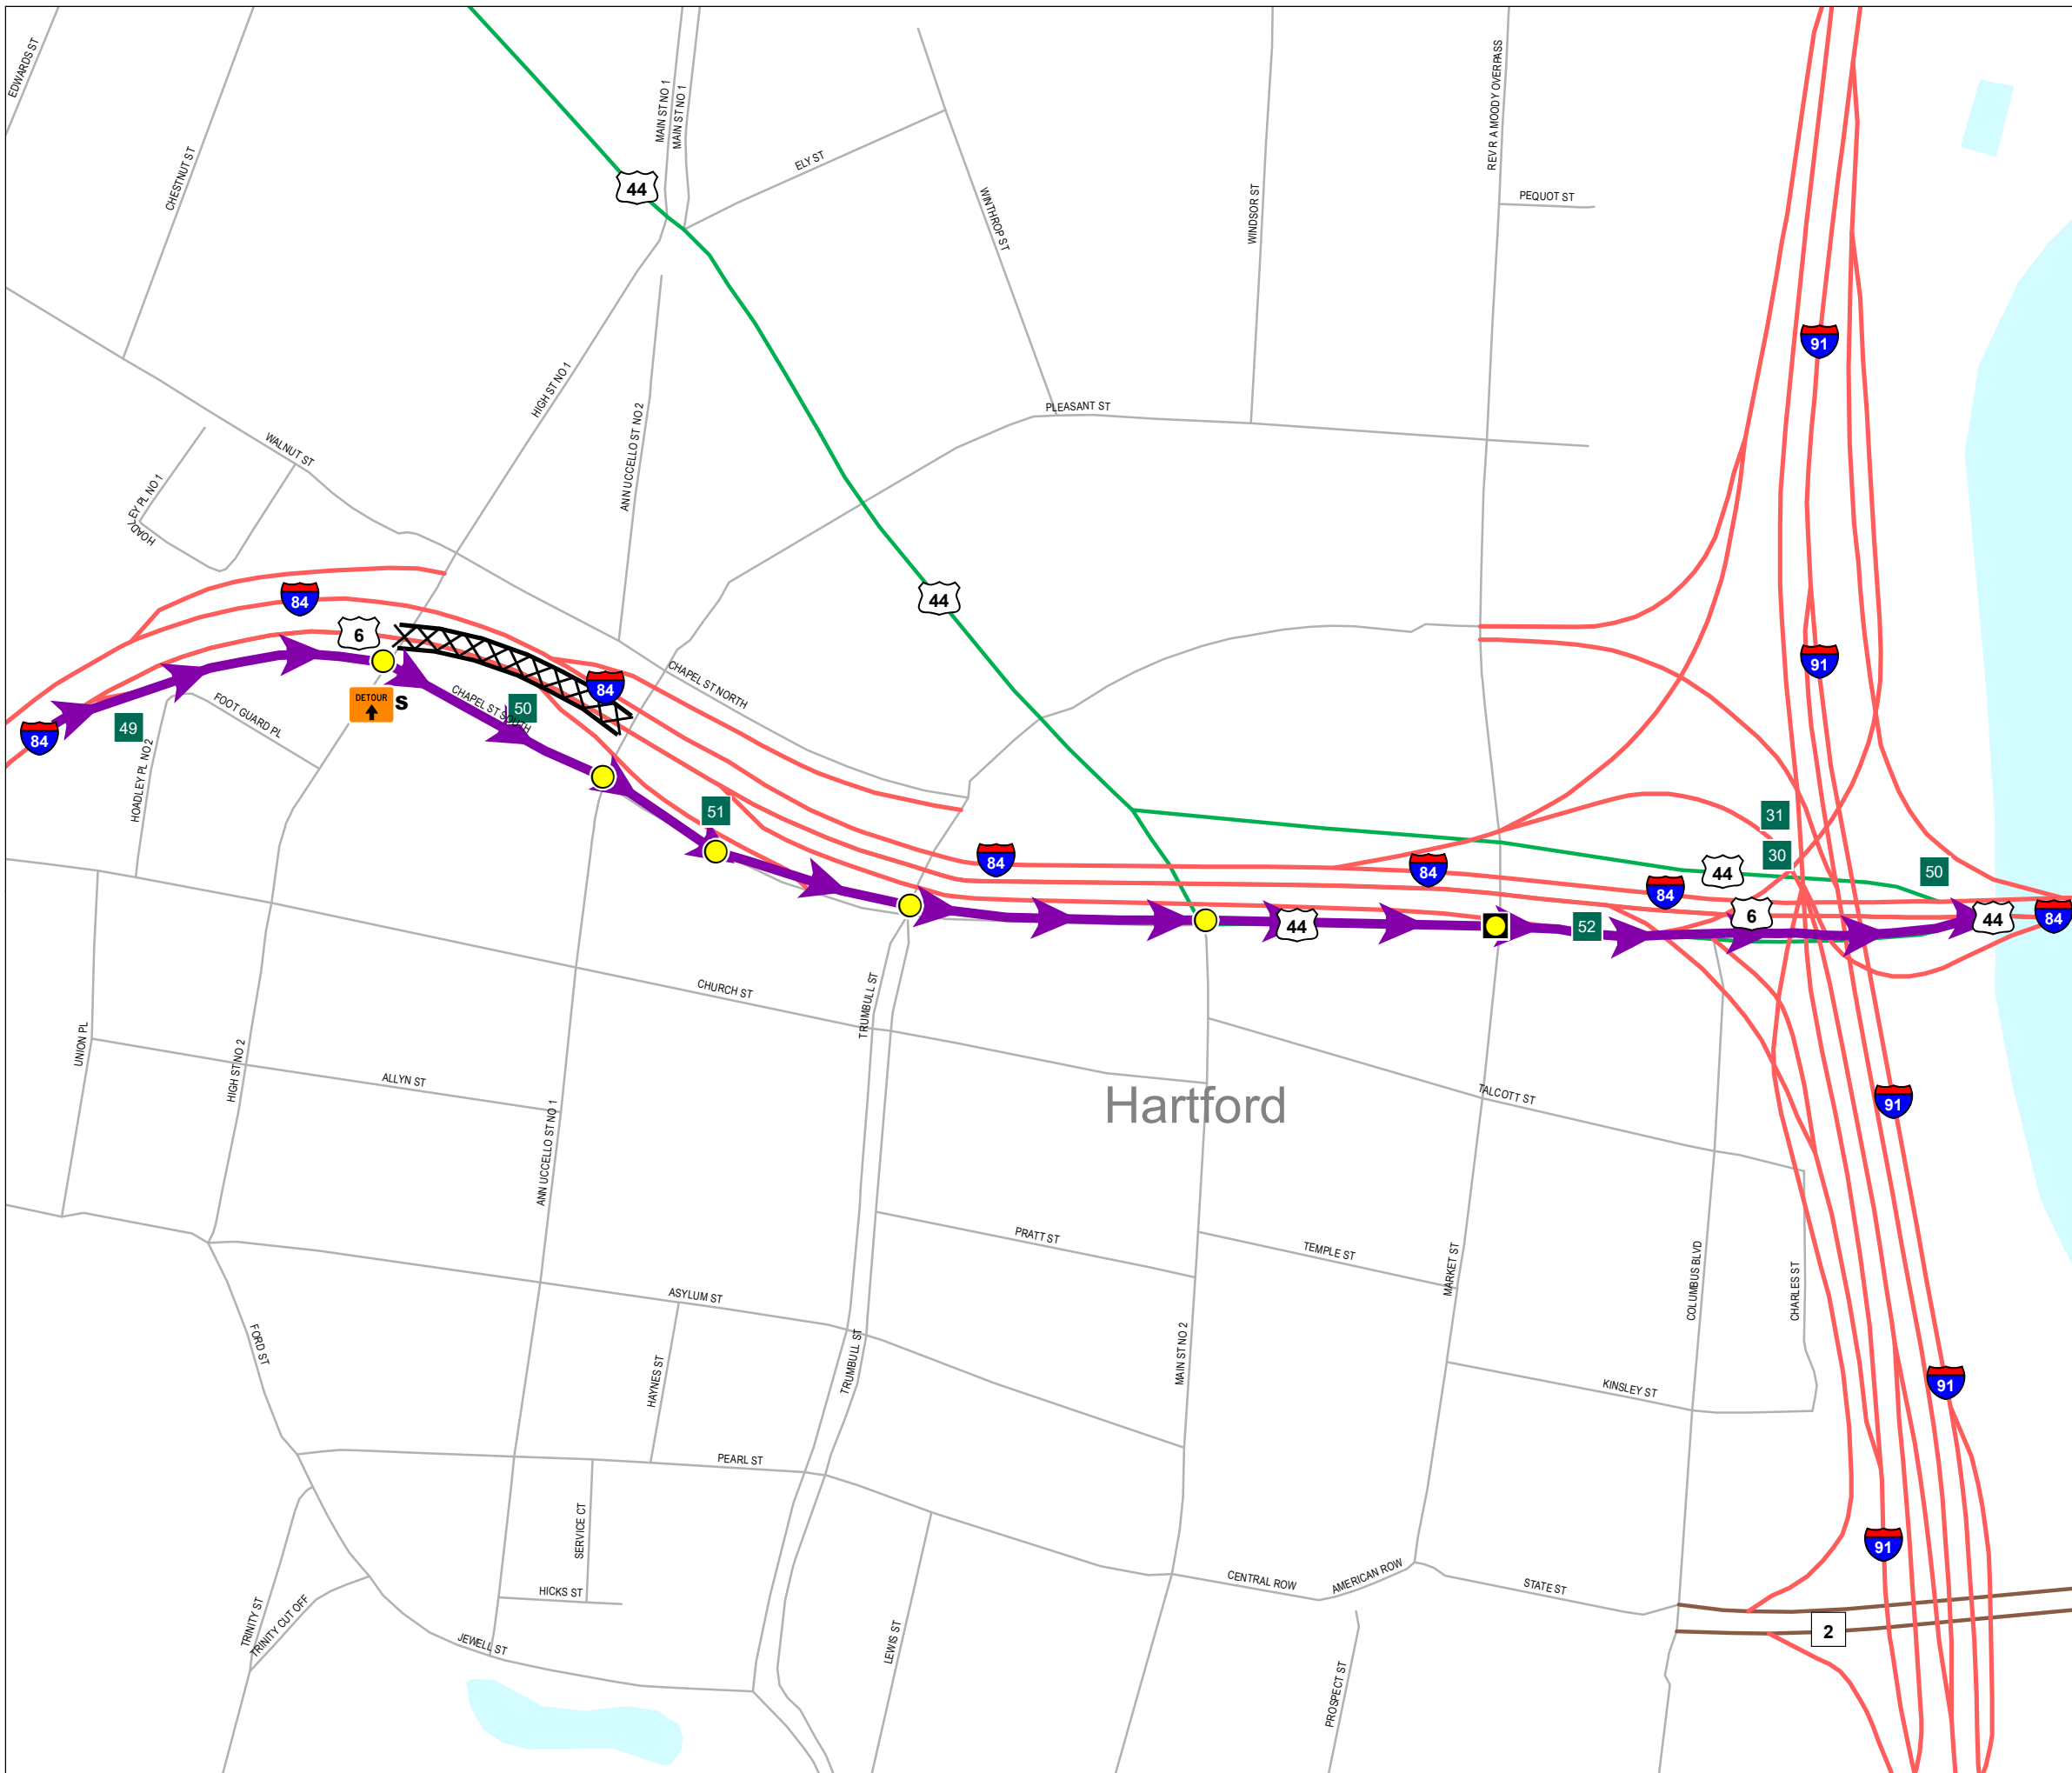 EDWARDS ST
CHESTNUT ST
MAIN ST NO 1
MAIN ST NO 1
ELY ST
WINTHROP ST
WINDSOR ST
REV R A MOODY OVERPASS
PEQUOT ST
44
91
HIGH ST NO 1
ANN UCCELLO ST NO 2
PLEASANT ST
WALNUT ST
HOADLEY PL NO 1
84
6
44
91
CHAPEL ST NORTH
84
DETOUR
S
CHAPEL ST SOUTH
50
FOOT GUARD PL
49
84
HOADLEY PL NO 2
51
31
30
84
84
44
50
84
6
44
84
44
52
CHURCH ST
TRUMBULL ST
UNION PL
HIGH ST NO 2
ALLYN ST
Hartford
TALCOTT ST
91
ANN UCCELLO ST NO 1
PRATT ST
TEMPLE ST
MARKET ST
COLUMBUS BLVD
CHARLES ST
ASYLUM ST
FORD ST
HAYNES ST
TRUMBULL ST
MAIN ST NO 2
KINSLEY ST
91
PEARL ST
SERVICE CT
HICKS ST
CENTRAL ROW
AMERICAN ROW
STATE ST
91
TRINITY ST
TRINITY CUT OFF
JEWELL ST
LEWIS ST
PROSPECT ST
2